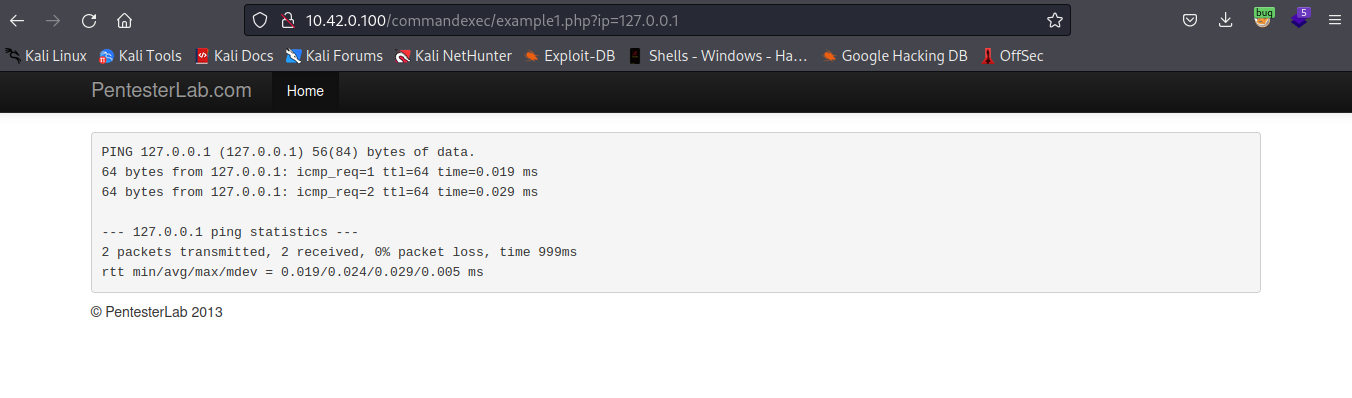 10.42.0.100/commandexec/example1.php?ip=127.0.0.1
bug
5
Kali Linux Kali Tools Kali Docs Kali Forums Kali NetHunter Exploit-DB Shells - Windows - Ha... Google Hacking DB OffSec
PentesterLab.com Home
PING 127.0.0.1 (127.0.0.1) 56(84) bytes of data.
64 bytes from 127.0.0.1: icmp_req=1 ttl=64 time=0.019 ms
64 bytes from 127.0.0.1: icmp_req=2 ttl=64 time=0.029 ms
--- 127.0.0.1 ping statistics ---
2 packets transmitted, 2 received, 0% packet loss, time 999ms
rtt min/avg/max/mdev = 0.019/0.024/0.029/0.005 ms
© PentesterLab 2013